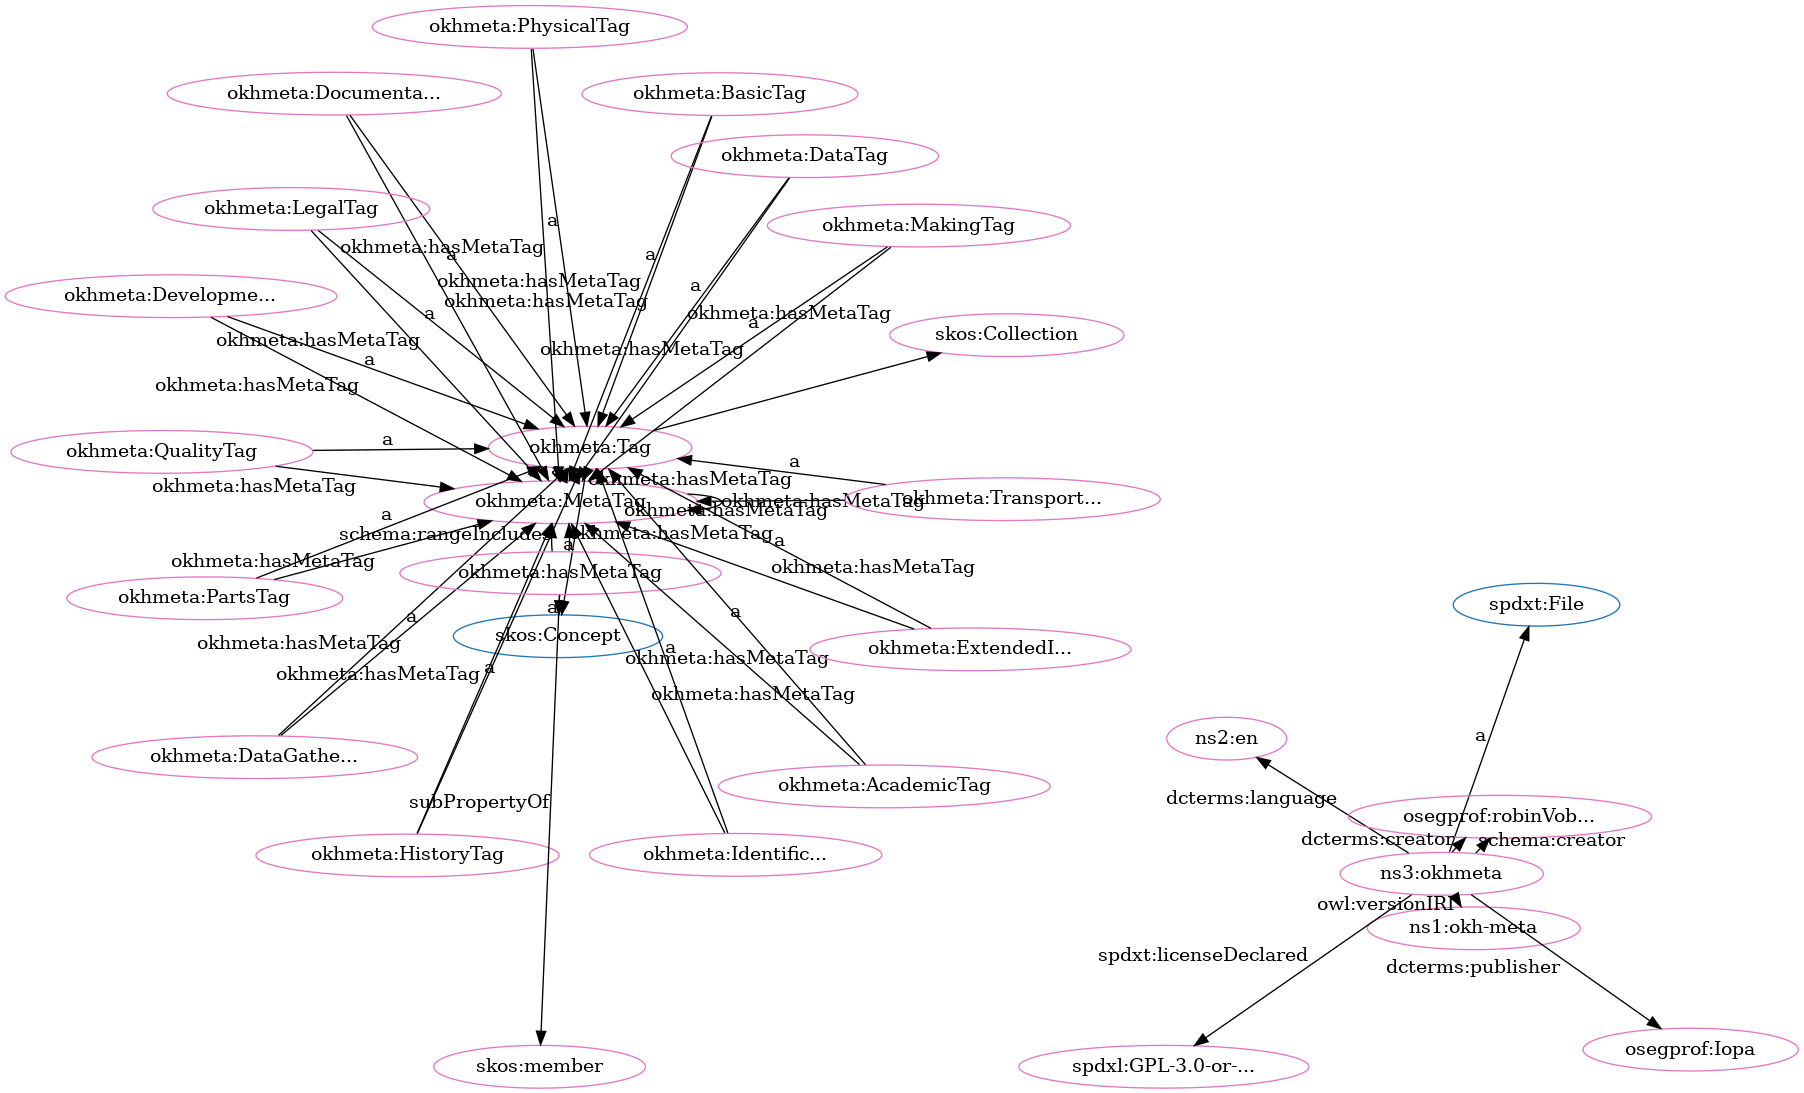 okhmeta:PhysicalTag
okhmeta:Documenta...
okhmeta:BasicTag
okhmeta:DataTag
okhmeta:LegalTag
okhmeta:MakingTag
a
okhmeta:hasMetaTag
a
a
okhmeta:hasMetaTag
a
okhmeta:Developme...
okhmeta:hasMetaTag
a
okhmeta:hasMetaTag
a
skos:Collection
okhmeta:hasMetaTag
okhmeta:hasMetaTag
a
okhmeta:hasMetaTag
a
okhmeta:Tag
okhmeta:QualityTag
a
okhmeta:hasMetaTag
okhmeta:hasMetaTag
okhmeta:MetaTag
okhmeta:hasMetaTag
okhmeta:Transport...
okhmeta:hasMetaTag
a
schema:rangeIncludes
okhmeta:hasMetaTag
a
a
okhmeta:hasMetaTag
okhmeta:hasMetaTag
okhmeta:hasMetaTag
okhmeta:PartsTag
a
a
a
skos:Concept
okhmeta:hasMetaTag
a
okhmeta:ExtendedI...
okhmeta:hasMetaTag
a
okhmeta:hasMetaTag
okhmeta:hasMetaTag
okhmeta:DataGathe...
okhmeta:AcademicTag
subPropertyOf
okhmeta:HistoryTag
okhmeta:Identific...
skos:member
spdxt:File
ns2:en
a
dcterms:language
osegprof:robinVob...
dcterms:creator
schema:creator
ns3:okhmeta
owl:versionIRI
ns1:okh-meta
spdxt:licenseDeclared
dcterms:publisher
osegprof:Iopa
spdxl:GPL-3.0-or-...